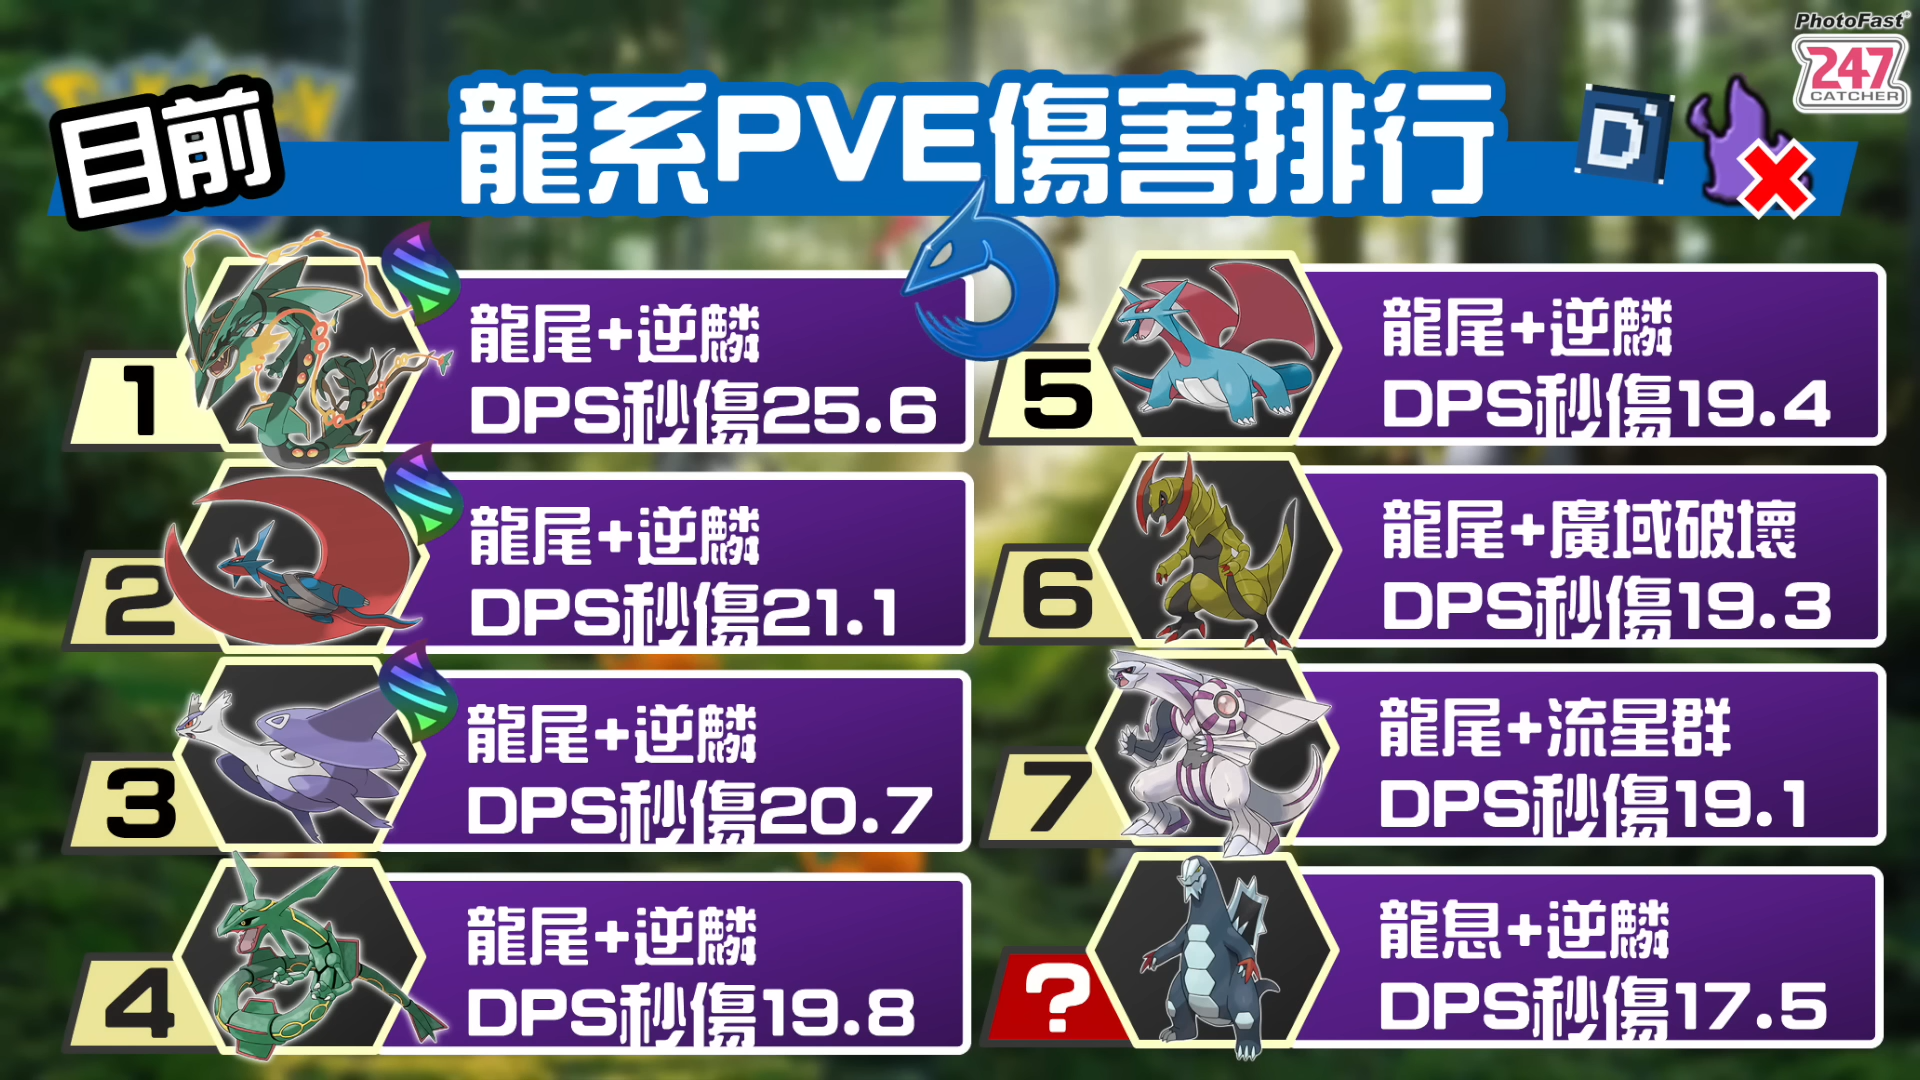 PhotoFast
247
CATCHER
目前
龍系PVE傷害排行
D
1
龍尾+逆鱗
DPS秒傷25.6
2
龍尾+逆鱗
DPS秒傷21.1
3
龍尾+逆鱗
DPS秒傷20.7
4
龍尾+逆鱗
DPS秒傷19.8
5
龍尾+逆鱗
DPS秒傷19.4
6
龍尾+廣域破壞
DPS秒傷19.3
7
龍尾+流星群
DPS秒傷19.1
?
龍息+逆鱗
DPS秒傷17.5